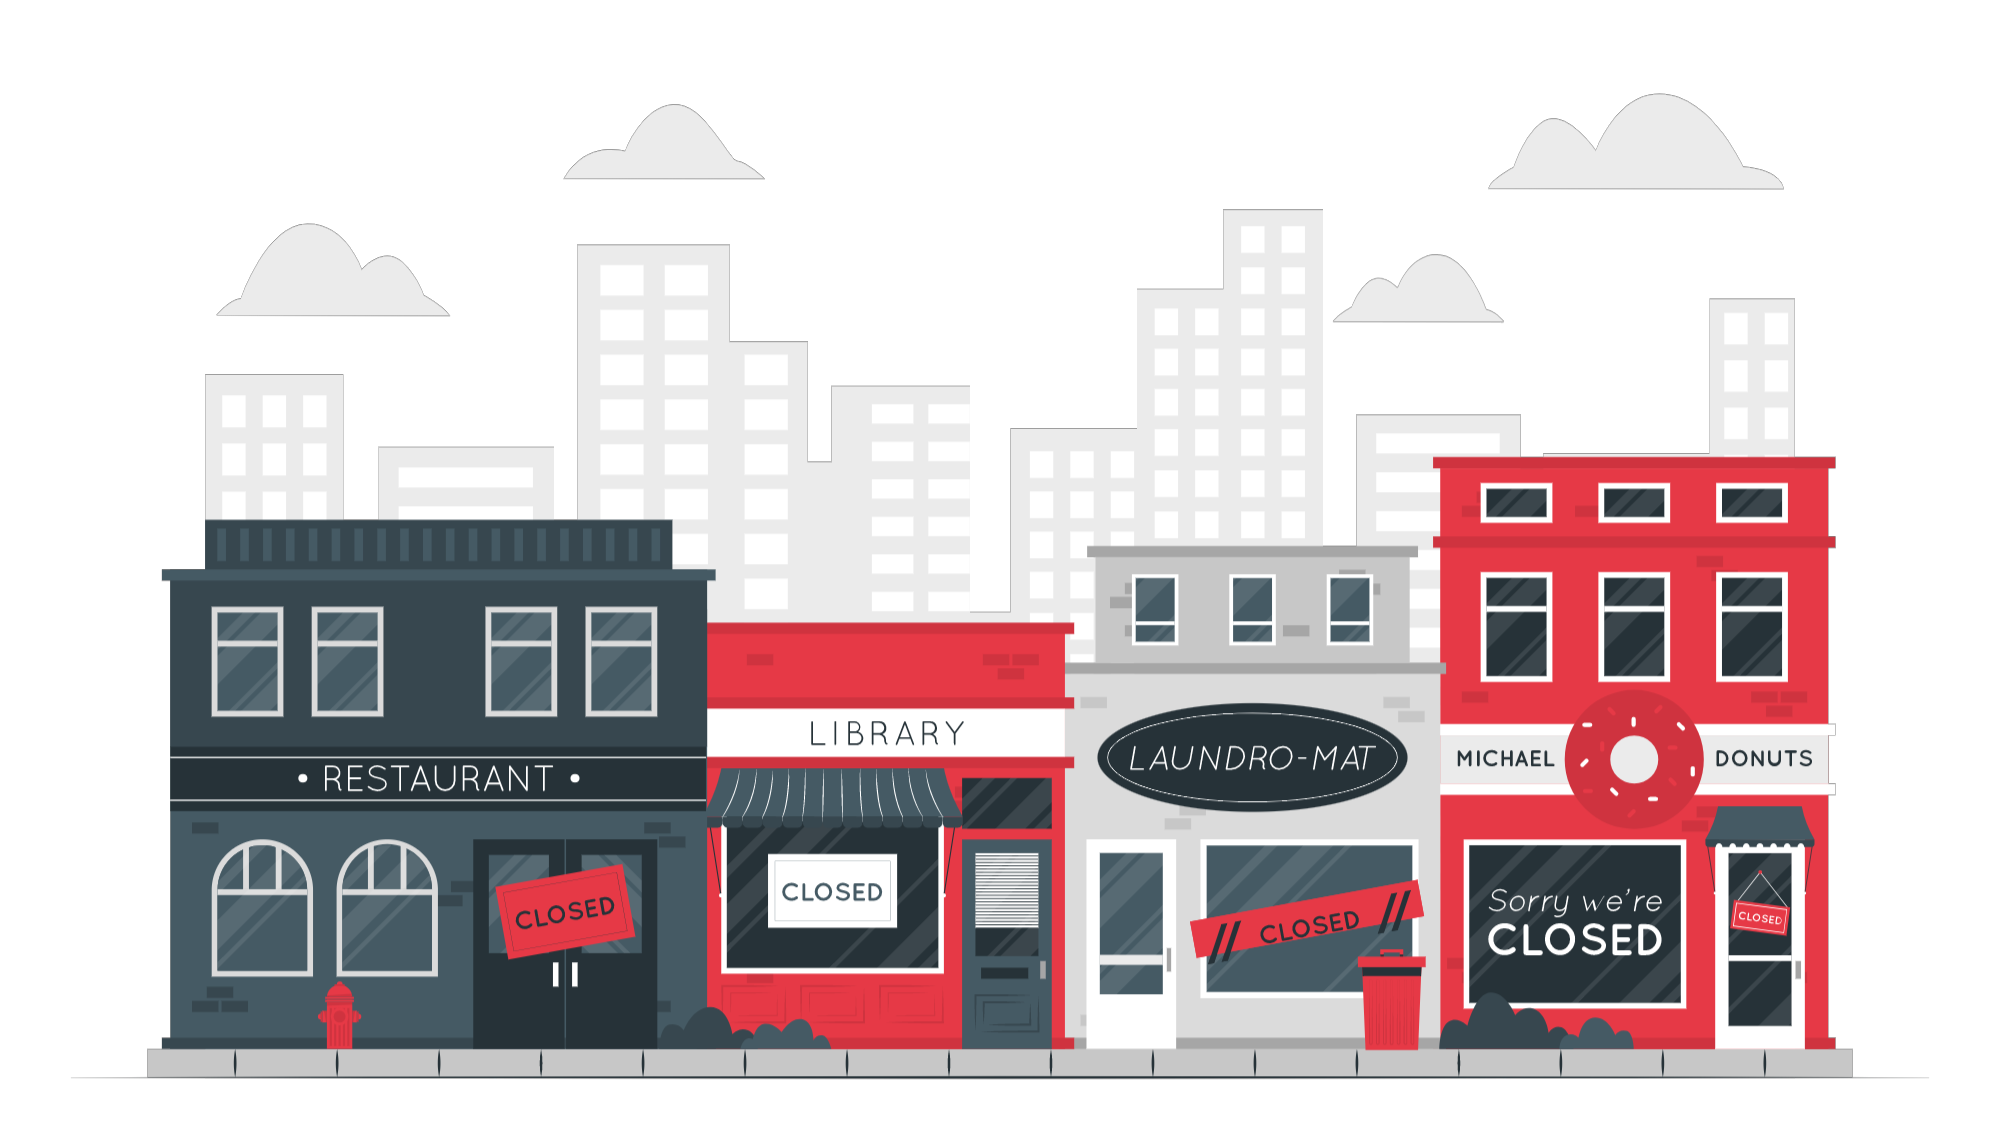 • RESTAURANT •
CLOSED
LIBRARY
CLOSED
LAUNDRO-MAT
CLOSED
MICHAEL DONUTS
Sorry we're
CLOSED
CLOSED